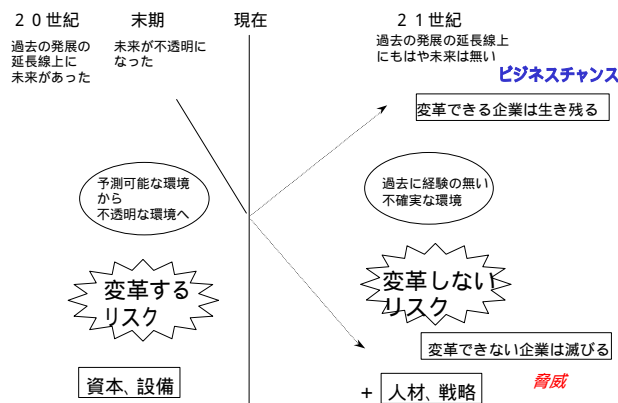 ２０世紀
過去の発展の
延長線上に
未来があった
末期
未来が不透明に
なった
現在
２１世紀
過去の発展の延長線上
にもはや未来は無い
ビジネスチャンス
変革できる企業は生き残る
予測可能な環境
から
不透明な環境へ
過去に経験の無い
不確実な環境
変革する
リスク
変革しない
リスク
変革できない企業は滅びる
脅威
資本、設備
+ 人材、戦略